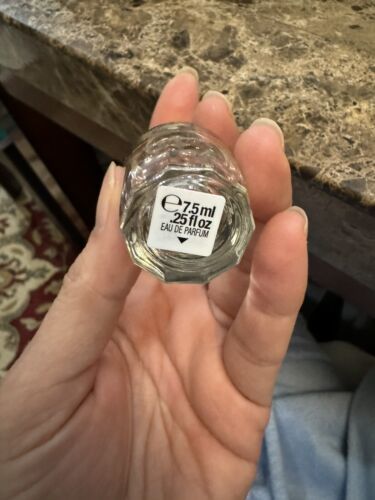 ℮7.5 ml
.25 fl oz
EAU DE PARFUM